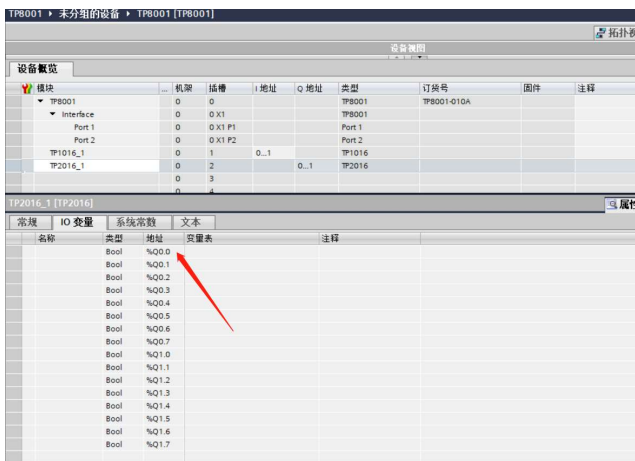 TP8001 ▸ 未分组的设备 ▸ TP8001 [TP8001]
拓扑视
设备视图
设备概览
模块 ... 机架 插槽 I 地址 Q 地址 类型 订货号 固件 注释
TP8001 0 0 TP8001 TP8001-010A
Interface 0 0 X1 TP8001
Port 1 0 0 X1 P1 Port 1
Port 2 0 0 X1 P2 Port 2
TP1016_1 0 1 0...1 TP1016
TP2016_1 0 2 0...1 TP2016
0 3
0 4
TP2016_1 [TP2016] 属性
常规 IO 变量 系统常数 文本
名称 类型 地址 变量表 注释
Bool %Q0.0
Bool %Q0.1
Bool %Q0.2
Bool %Q0.3
Bool %Q0.4
Bool %Q0.5
Bool %Q0.6
Bool %Q0.7
Bool %Q1.0
Bool %Q1.1
Bool %Q1.2
Bool %Q1.3
Bool %Q1.4
Bool %Q1.5
Bool %Q1.6
Bool %Q1.7